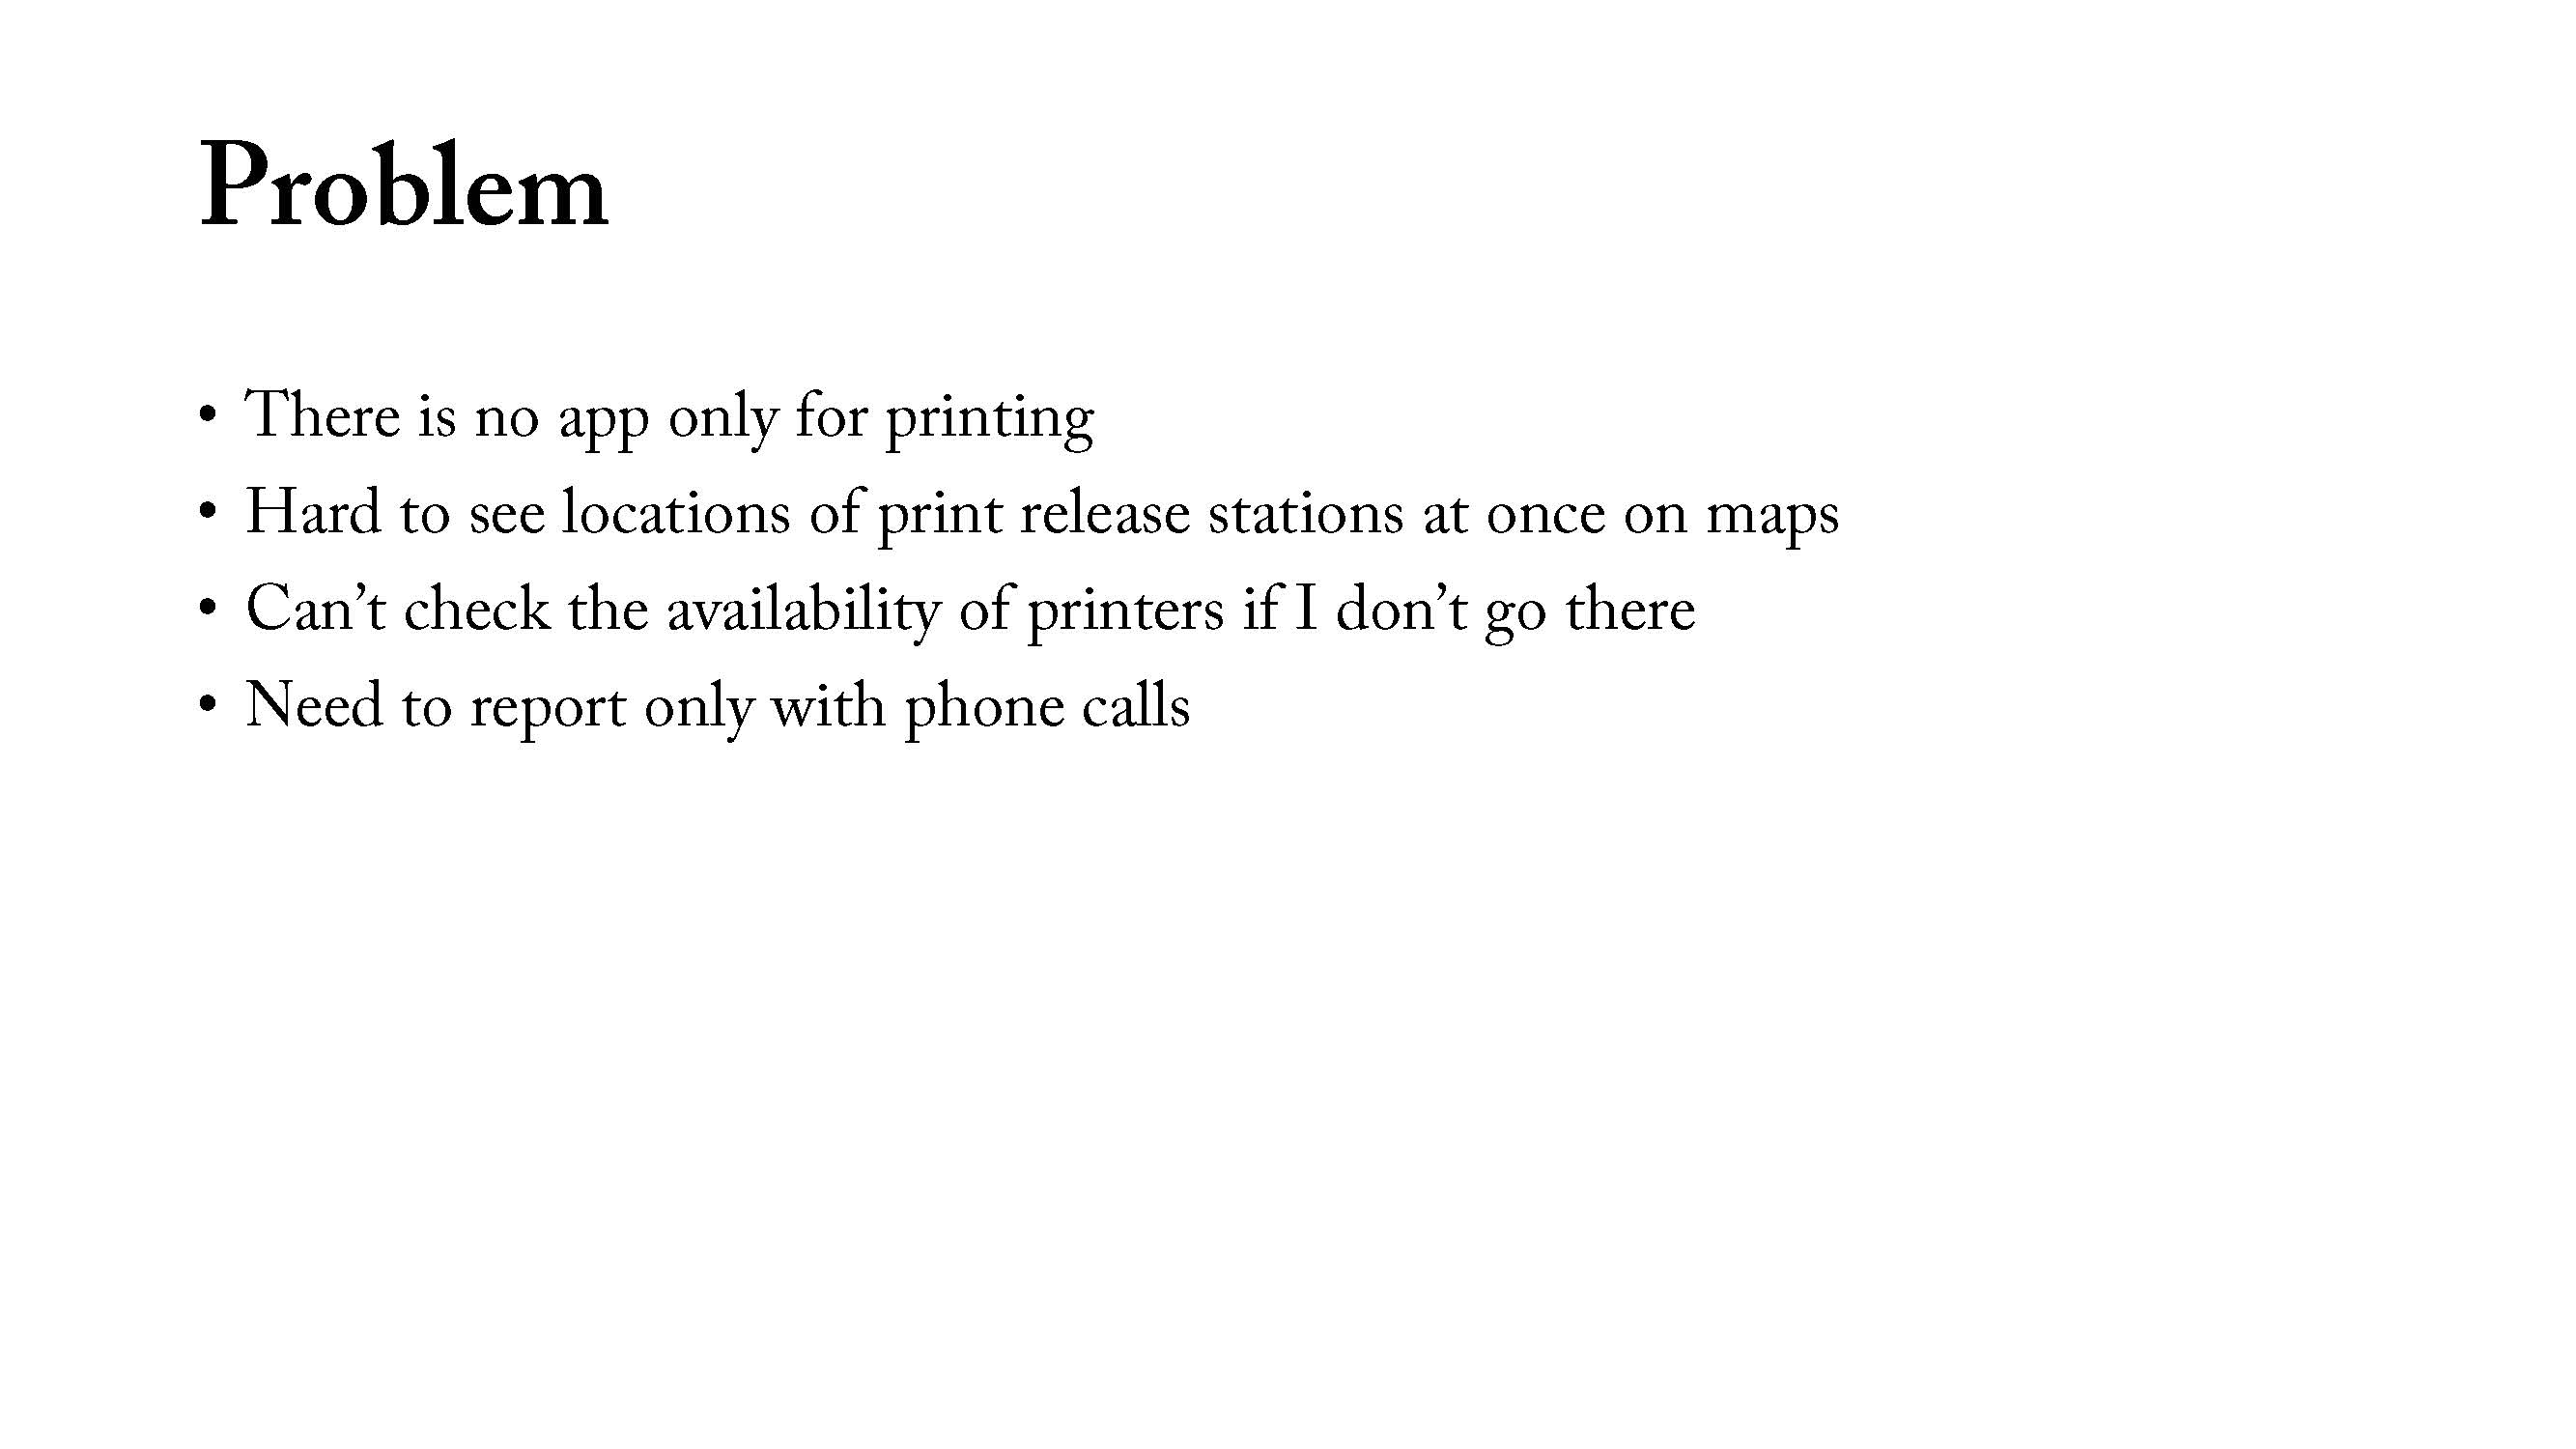 Problem
• There is no app only for printing
• Hard to see locations of print release stations at once on maps
• Can’t check the availability of printers if I don’t go there
• Need to report only with phone calls